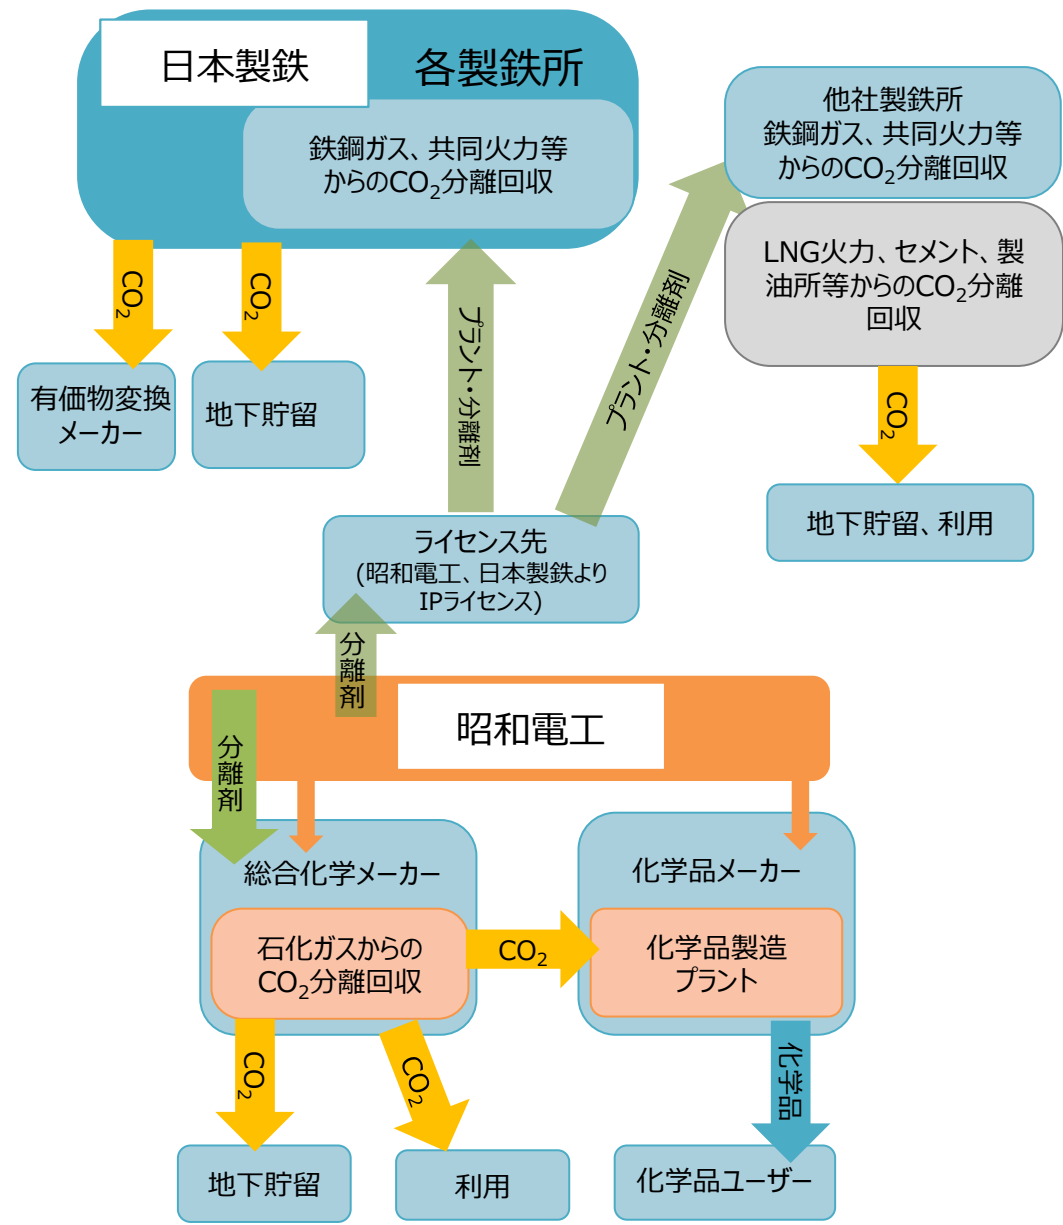 日本製鉄
各製鉄所
鉄鋼ガス、共同火力等
からのCO₂分離回収
他社製鉄所
鉄鋼ガス、共同火力等
からのCO₂分離回収
LNG火力、セメント、製
油所等からのCO₂分離
回収
CO₂
CO₂
プラント・分離剤
プラント・分離剤
CO₂
有価物変換
メーカー
地下貯留
地下貯留、利用
ライセンス先
(昭和電工、日本製鉄より
IPライセンス)
分離剤
昭和電工
分離剤
総合化学メーカー
化学品メーカー
石化ガスからの
CO₂分離回収
CO₂
化学品製造
プラント
CO₂
CO₂
化学品
地下貯留
利用
化学品ユーザー